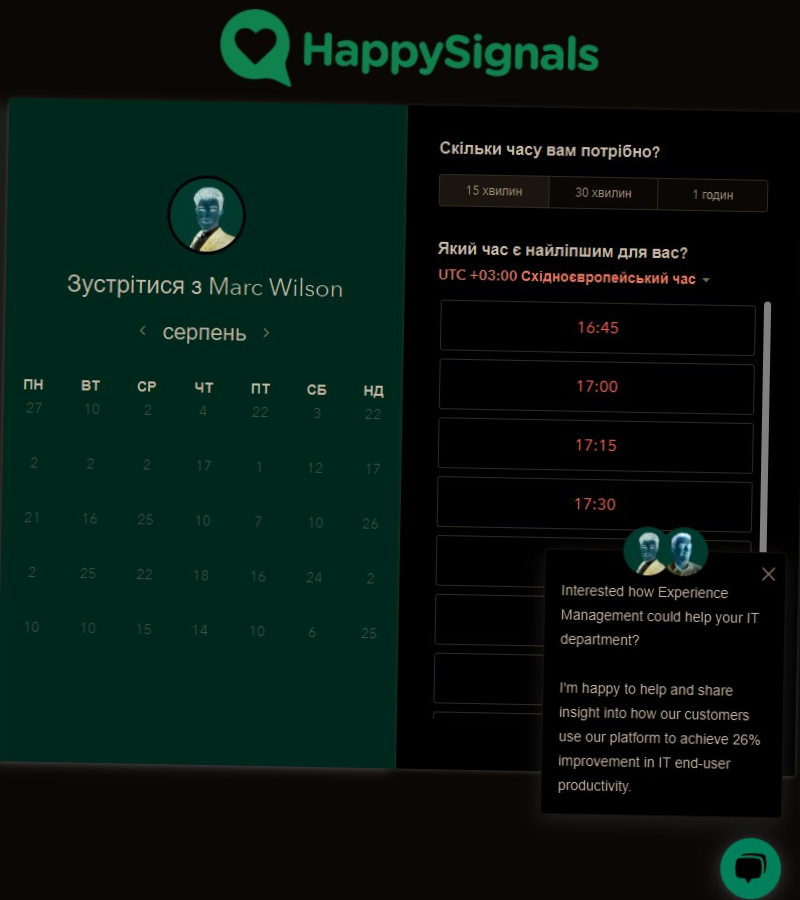 HappySignals
Зустрітися з Marc Wilson
серпень
ПН ВТ СР ЧТ ПТ СБ НД
27 10 2 4 22 3 22
2 2 2 17 1 12 17
21 16 25 10 7 10 26
2 25 22 18 16 24 2
10 10 15 14 10 6 25
Скільки часу вам потрібно?
15 хвилин 30 хвилин 1 годин
Який час є найліпшим для вас?
UTC +03:00 Східноєвропейський час
16:45
17:00
17:15
17:30
Interested how Experience
Management could help your IT
department?
I'm happy to help and share
insight into how our customers
use our platform to achieve 26%
improvement in IT end-user
productivity.